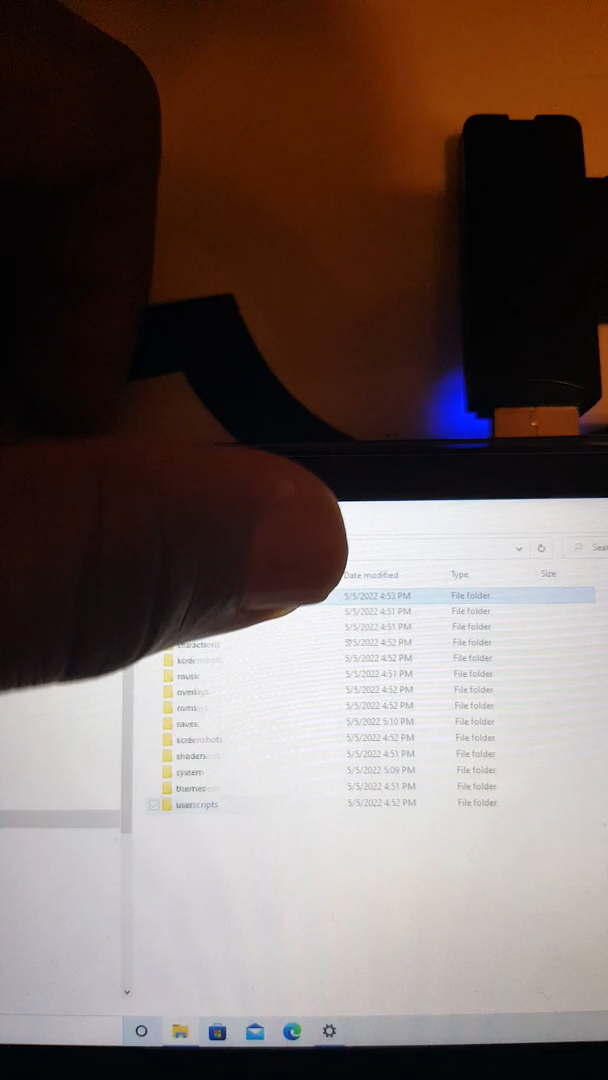 Sea
Date modified Type Size
5/5/2022 4:53 PM File folder
5/5/2022 4:51 PM File folder
5/5/2022 4:51 PM File folder
5/5/2022 4:52 PM File folder
5/5/2022 4:52 PM File folder
music 5/5/2022 4:51 PM File folder
overlays 5/5/2022 4:52 PM File folder
5/5/2022 4:52 PM File folder
saves 5/5/2022 5:10 PM File folder
screenshots 5/5/2022 4:52 PM File folder
shaders 5/5/2022 4:51 PM File folder
system 5/5/2022 5:09 PM File folder
themes 5/5/2022 4:51 PM File folder
userscripts 5/5/2022 4:52 PM File folder